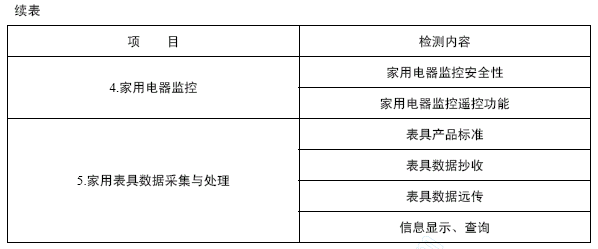 续表
项 目 检测内容
4.家用电器监控
家用电器监控安全性
家用电器监控遥控功能
5.家用表具数据采集与处理
表具产品标准
表具数据抄收
表具数据远传
信息显示、查询